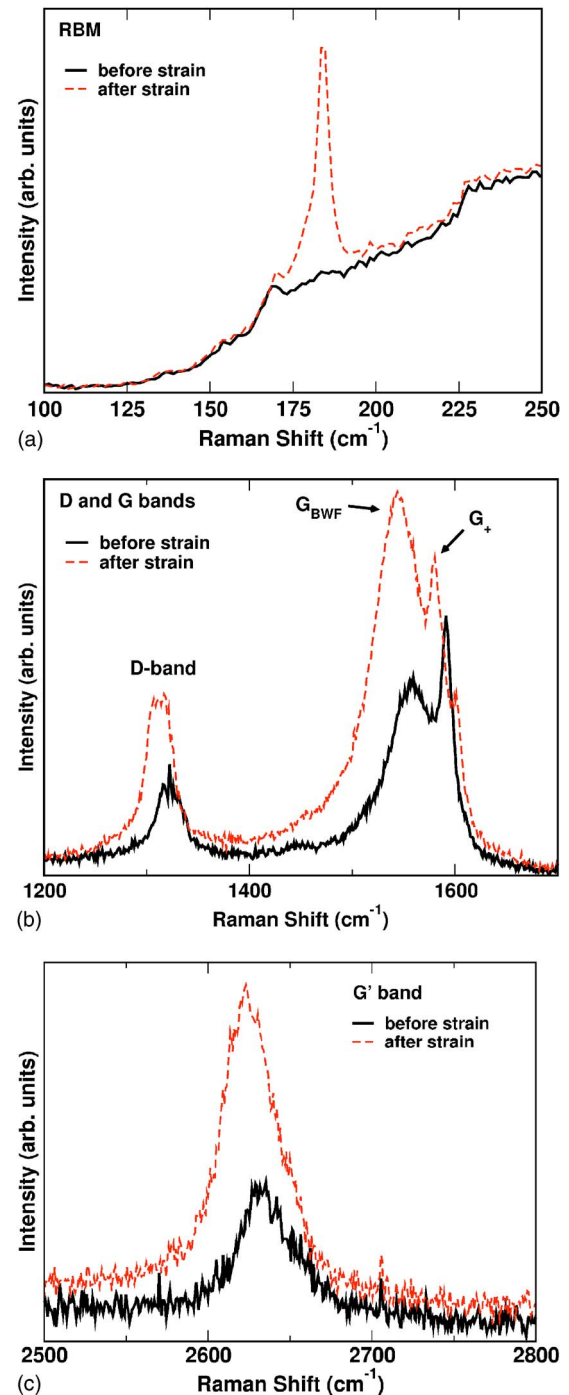 RBM
before strain
after strain
Intensity (arb. units)
100 125 150 175 200 225 250
Raman Shift (cm⁻¹)
(a)
D and G bands
before strain
after strain
G_BWF
G_+
D-band
Intensity (arb. units)
1200 1400 1600
Raman Shift (cm⁻¹)
(b)
G' band
before strain
after strain
Intensity (arb. units)
2500 2600 2700 2800
Raman Shift (cm⁻¹)
(c)